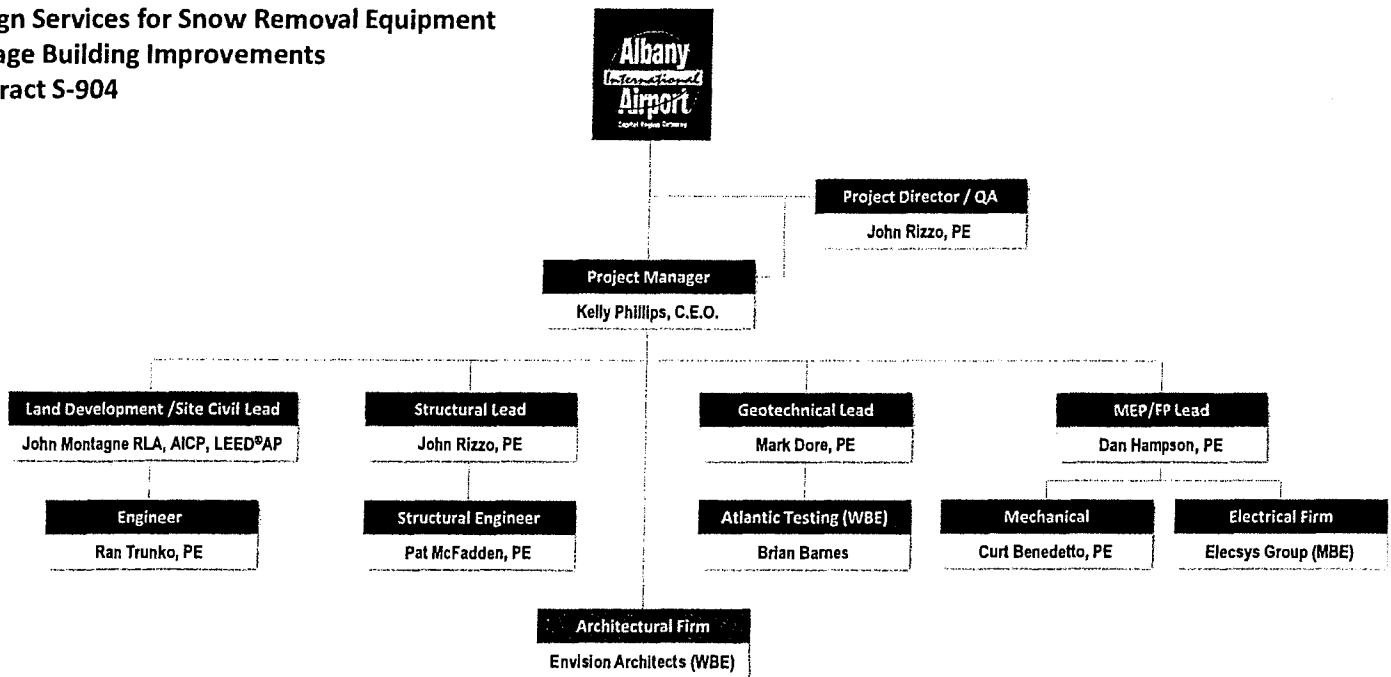 gn Services for Snow Removal Equipment
age Building Improvements
ract S-904
Albany
International
Airport
Capital Region Gateway
Project Director / QA
John Rizzo, PE
Project Manager
Kelly Phillips, C.E.O.
Land Development /Site Civil Lead
John Montagne RLA, AICP, LEED®AP
Structural Lead
John Rizzo, PE
Geotechnical Lead
Mark Dore, PE
MEP/FP Lead
Dan Hampson, PE
Engineer
Ran Trunko, PE
Structural Engineer
Pat McFadden, PE
Atlantic Testing (WBE)
Brian Barnes
Mechanical
Curt Benedetto, PE
Electrical Firm
Elecsys Group (MBE)
Architectural Firm
Envision Architects (WBE)